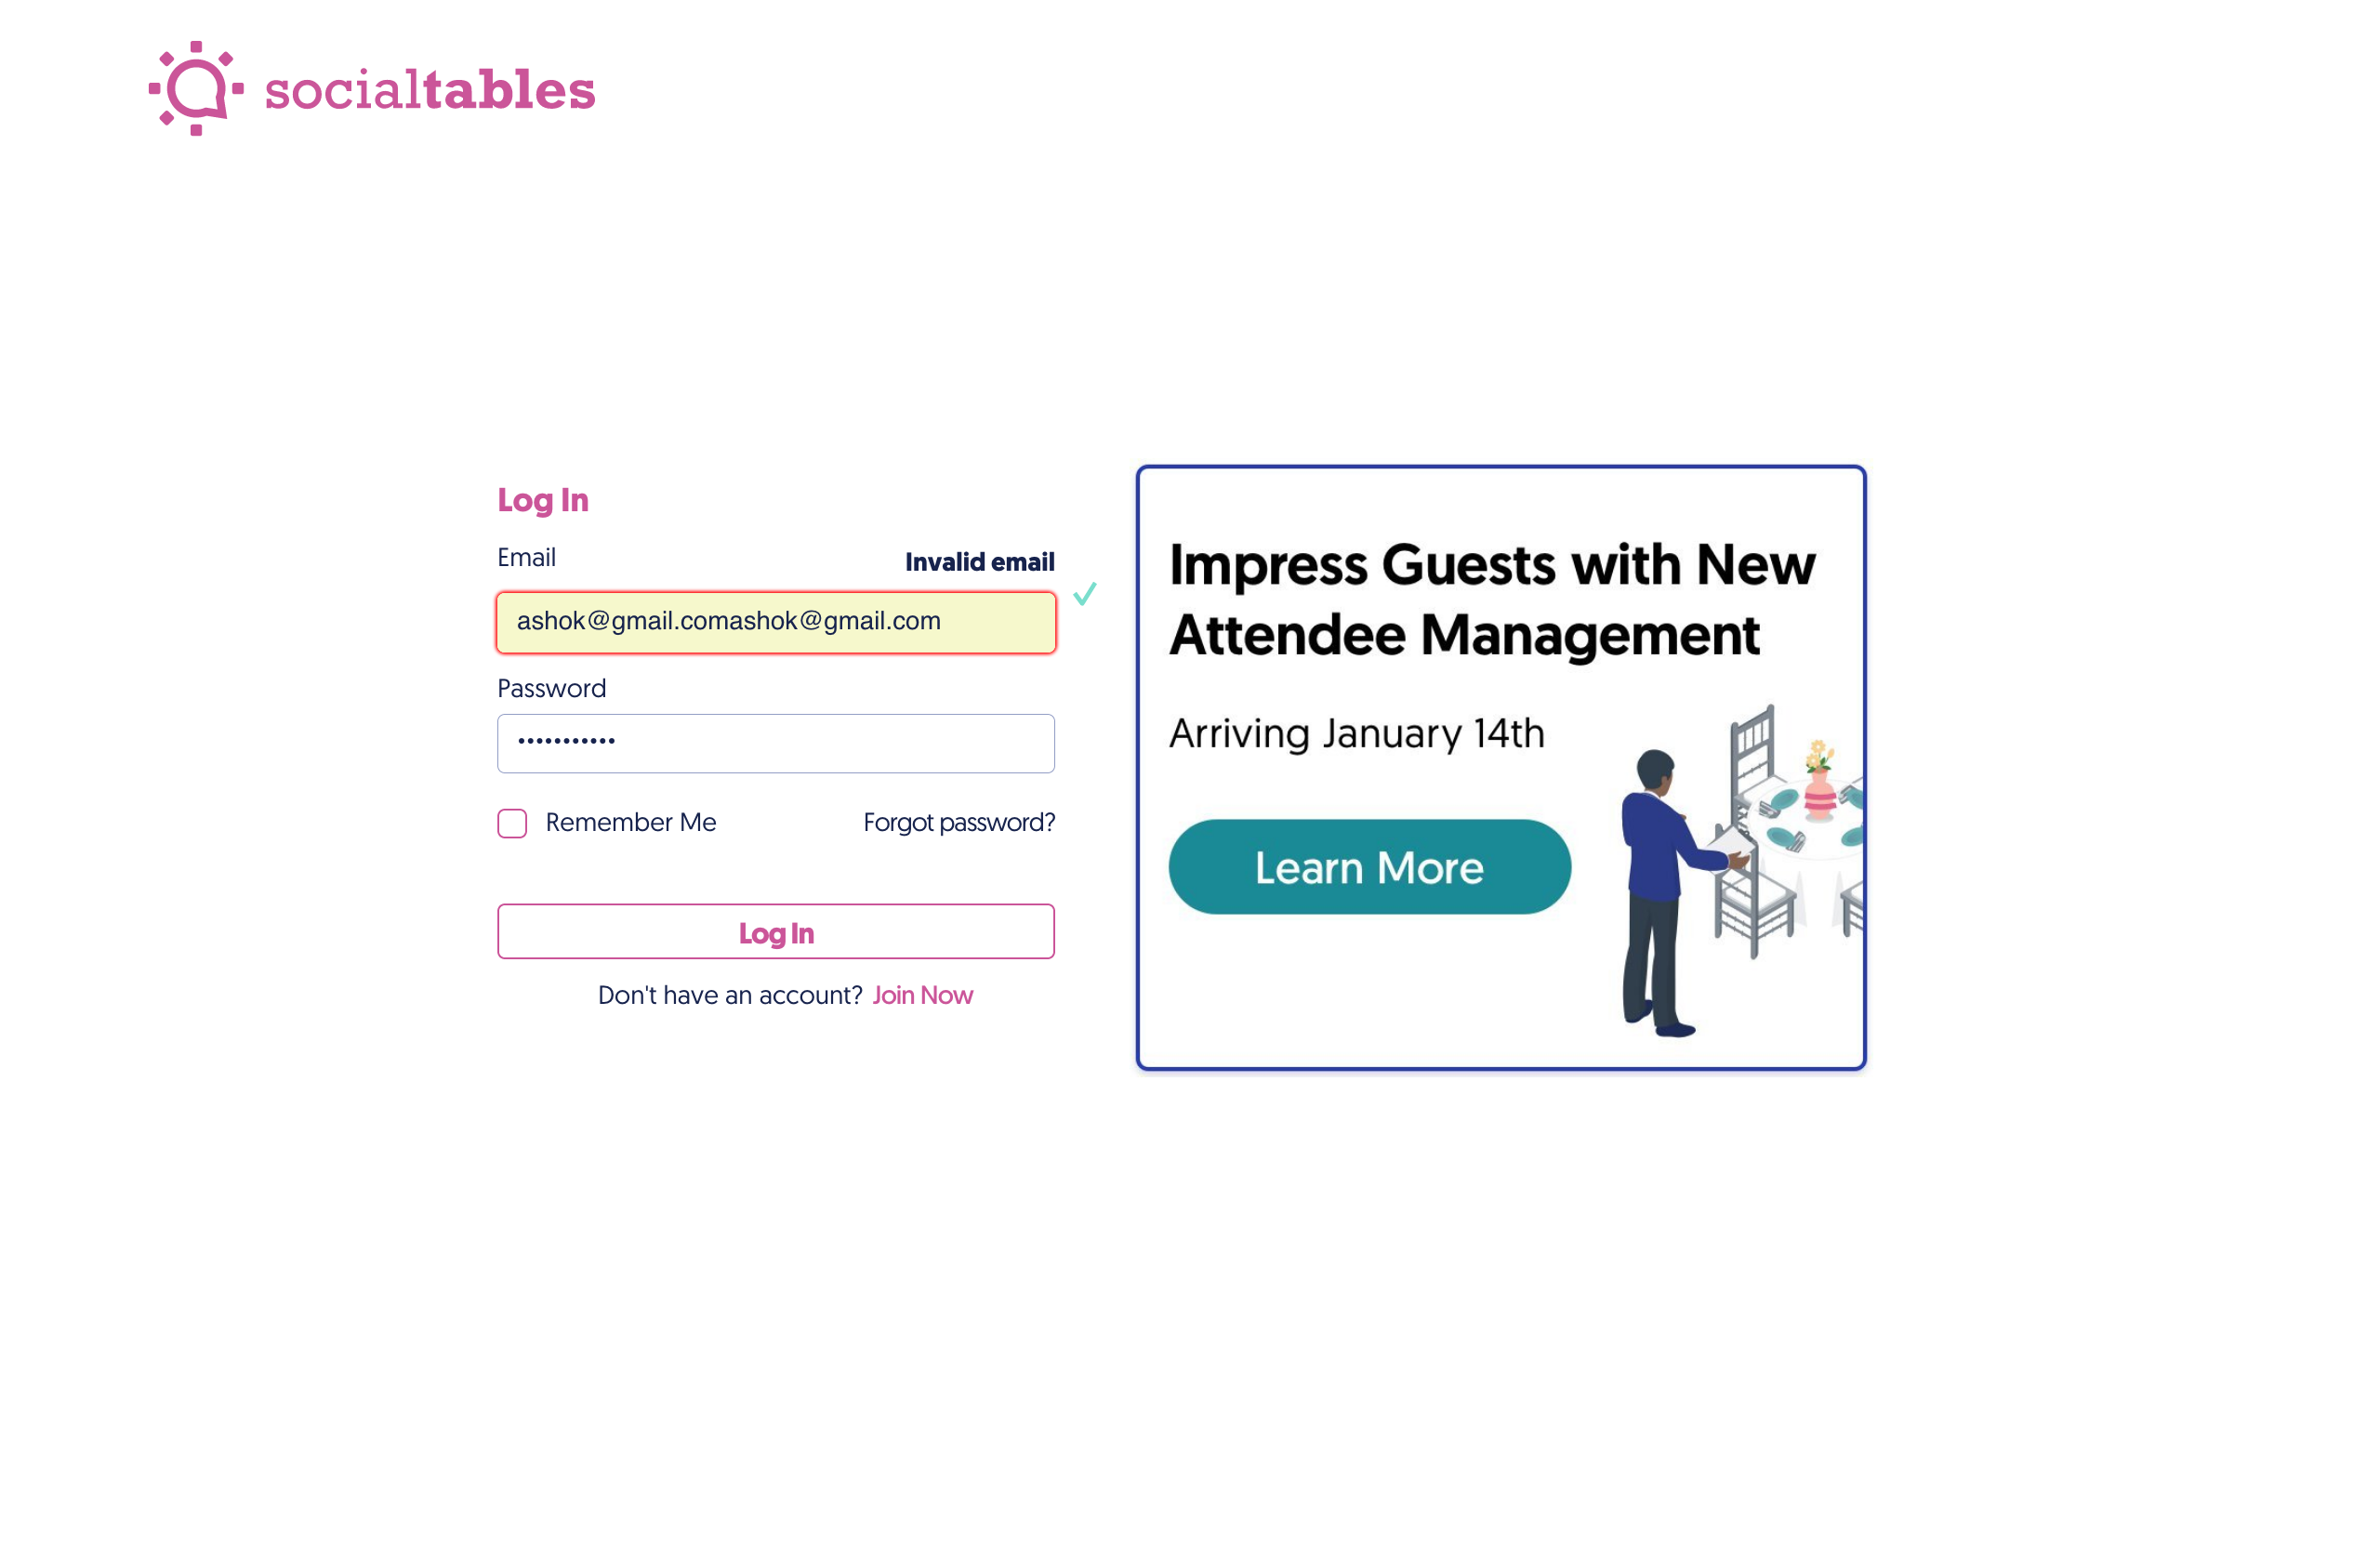 socialtables
Log In
Email
Invalid email
ashok@gmail.comashok@gmail.com
Password
•••••••••••
Remember Me
Forgot password?
Log In
Don't have an account? Join Now
Impress Guests with New
Attendee Management
Arriving January 14th
Learn More